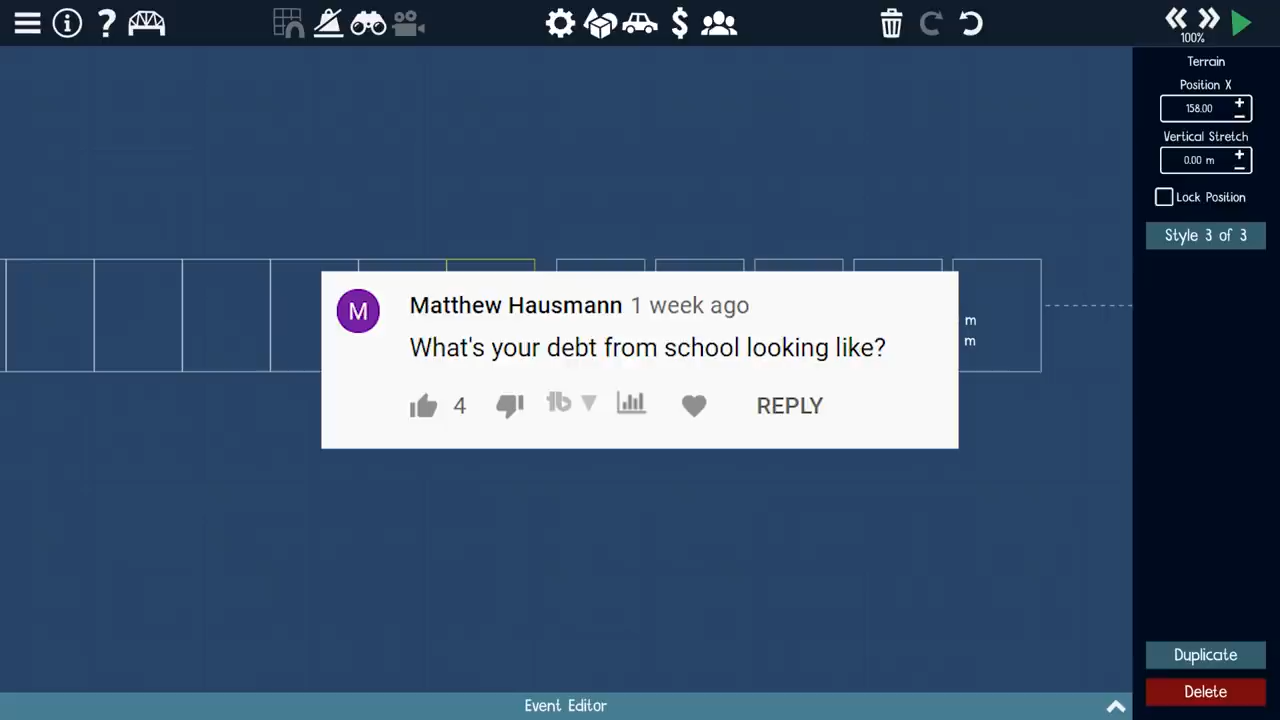 100%
Terrain
Position X
158.00
Vertical Stretch
0.00 m
Lock Position
Style 3 of 3
M
Matthew Hausmann 1 week ago
What's your debt from school looking like?
4
REPLY
m
m
Duplicate
Delete
Event Editor